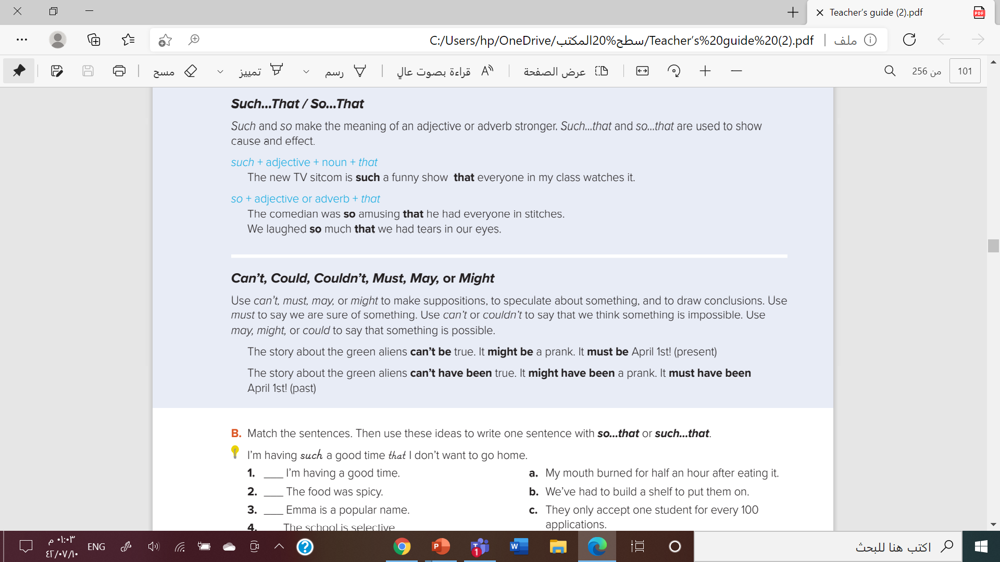 Teacher's guide (2).pdf
C:/Users/hp/OneDrive/سطح%20المكتب/Teacher's%20guide%20(2).pdf
ملف
مسح
تمييز
رسم
قراءة بصوت عالٍ
عرض الصفحة
من 256
101
Such...That / So...That
Such and so make the meaning of an adjective or adverb stronger. Such...that and so...that are used to show
cause and effect.
such + adjective + noun + that
The new TV sitcom is such a funny show that everyone in my class watches it.
so + adjective or adverb + that
The comedian was so amusing that he had everyone in stitches.
We laughed so much that we had tears in our eyes.
Can't, Could, Couldn't, Must, May, or Might
Use can't, must, may, or might to make suppositions, to speculate about something, and to draw conclusions. Use
must to say we are sure of something. Use can't or couldn't to say that we think something is impossible. Use
may, might, or could to say that something is possible.
The story about the green aliens can't be true. It might be a prank. It must be April 1st! (present)
The story about the green aliens can't have been true. It might have been a prank. It must have been
April 1st! (past)
B. Match the sentences. Then use these ideas to write one sentence with so...that or such...that.
I'm having such a good time that I don't want to go home.
1. ___ I'm having a good time.
2. ___ The food was spicy.
3. ___ Emma is a popular name.
4. ___ The school is selective
a. My mouth burned for half an hour after eating it.
b. We've had to build a shelf to put them on.
c. They only accept one student for every 100
applications.
٠١:٠٣ م
٤٢/٠٧/١٠
ENG
1
اكتب هنا للبحث